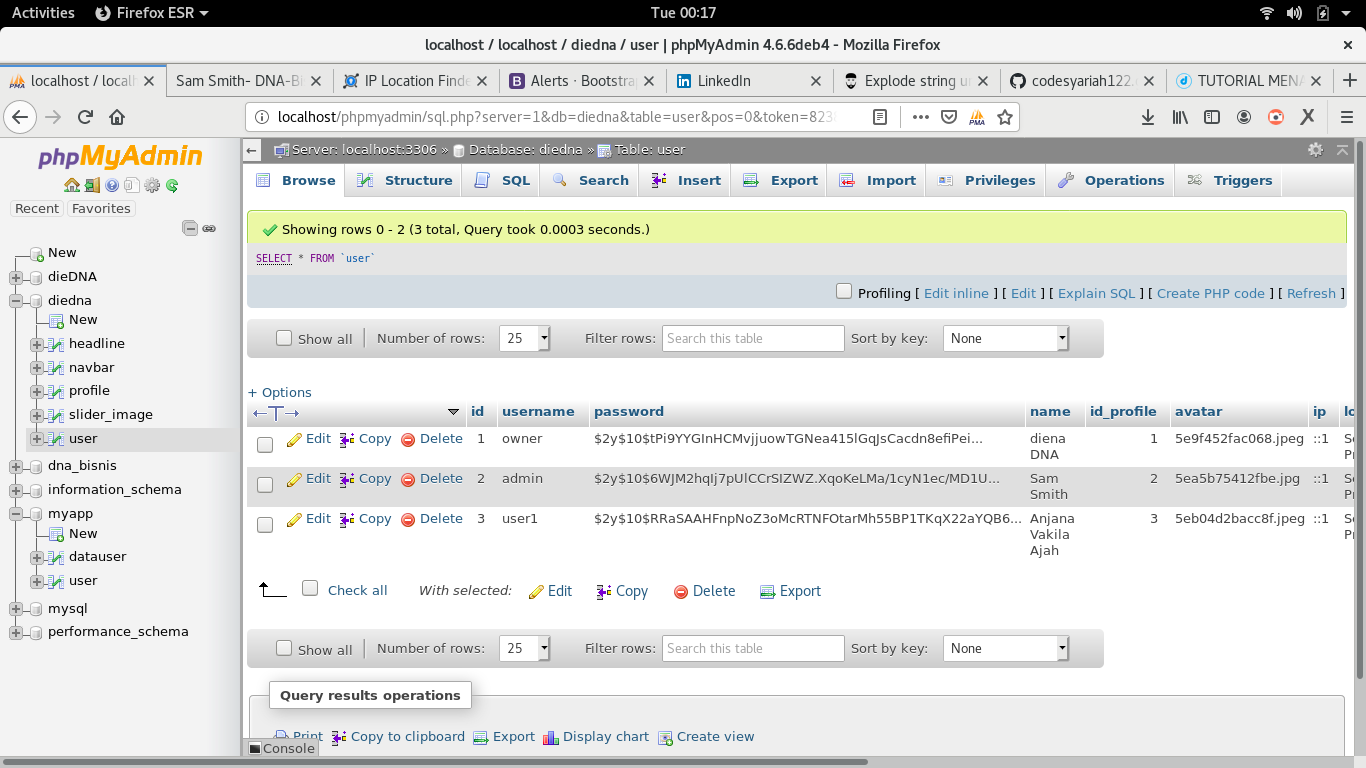 Activities Firefox ESR Tue 00:17
localhost / localhost / diedna / user | phpMyAdmin 4.6.6deb4 - Mozilla Firefox
localhost / local Sam Smith- DNA-B IP Location Finde Alerts · Bootstra LinkedIn Explode string u codesyariah122 TUTORIAL MENA
localhost/phpmyadmin/sql.php?server=1&db=diedna&table=user&pos=0&token=823
phpMyAdmin
Recent Favorites
New
dieDNA
diedna
New
headline
navbar
profile
slider_image
user
dna_bisnis
information_schema
myapp
New
datauser
user
mysql
performance_schema
Server: localhost:3306 » Database: diedna » Table: user
Browse Structure SQL Search Insert Export Import Privileges Operations Triggers
Showing rows 0 - 2 (3 total, Query took 0.0003 seconds.)
SELECT * FROM `user`
Profiling [ Edit inline ] [ Edit ] [ Explain SQL ] [ Create PHP code ] [ Refresh ]
Show all Number of rows: 25 Filter rows: Search this table Sort by key: None
+ Options
←T→ id username password name id_profile avatar ip
Edit Copy Delete 1 owner $2y$10$tPi9YYGInHCMvjjuowTGNea415lGqJsCacdn8efiPei... diena 1 5e9f452fac068.jpeg ::1
DNA
Edit Copy Delete 2 admin $2y$10$6WJM2hqIj7pUlCCrSIZWZ.XqoKeLMa/1cyN1ec/MD1U... Sam 2 5ea5b75412fbe.jpg ::1
Smith
Edit Copy Delete 3 user1 $2y$10$RRaSAAHFnpNoZ3oMcRTNFOtarMh55BP1TKqX22aYQB6... Anjana 3 5eb04d2bacc8f.jpeg ::1
Vakila
Ajah
Check all With selected: Edit Copy Delete Export
Show all Number of rows: 25 Filter rows: Search this table Sort by key: None
Query results operations
Print Copy to clipboard Export Display chart Create view
Console